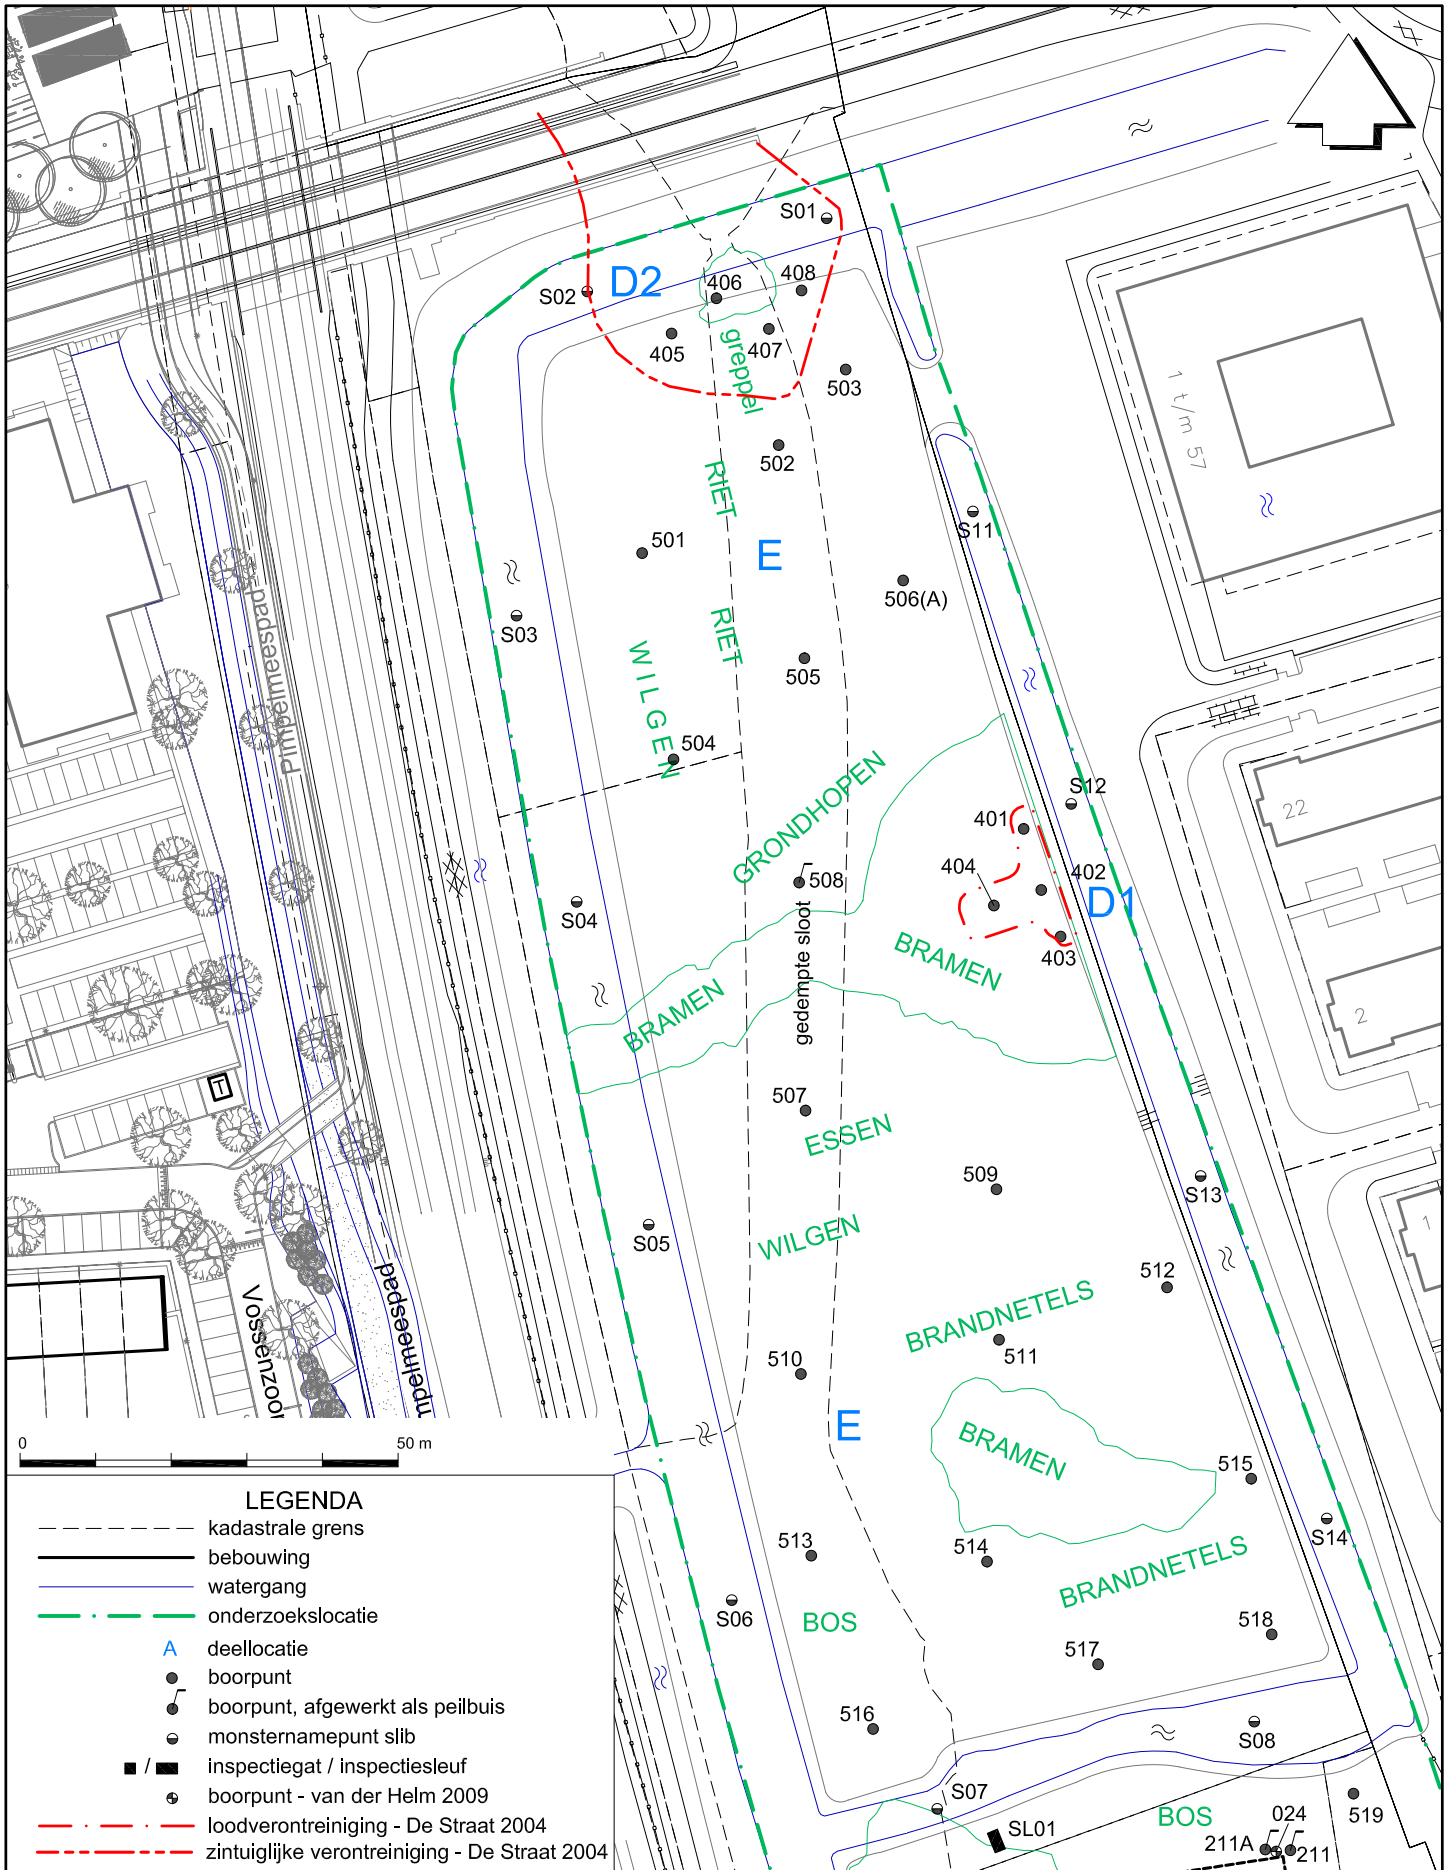 S01
D2
S02
406
408
405
407
greppel
503
1 t/m 57
502
RIET
S11
501
E
506(A)
S03
RIET
505
Pimpelmeespad
WILGEN
504
GRONDHOPEN
S12
401
22
404
402
508
D1
S04
403
BRAMEN
gedempte sloot
BRAMEN
2
T
507
ESSEN
509
S13
S05
WILGEN
1
512
Vossenzoor
mpelmeespad
BRANDNETELS
511
510
E
BRAMEN
515
0 50 m
S14
513
514
BRANDNETELS
S06
BOS
518
517
516
S08
S07
519
SL01
BOS
024
211A
211
LEGENDA
kadastrale grens
bebouwing
watergang
onderzoekslocatie
A deellocatie
boorpunt
boorpunt, afgewerkt als peilbuis
monsternamepunt slib
/ inspectiegat / inspectiesleuf
boorpunt - van der Helm 2009
loodverontreiniging - De Straat 2004
zintuiglijke verontreiniging - De Straat 2004